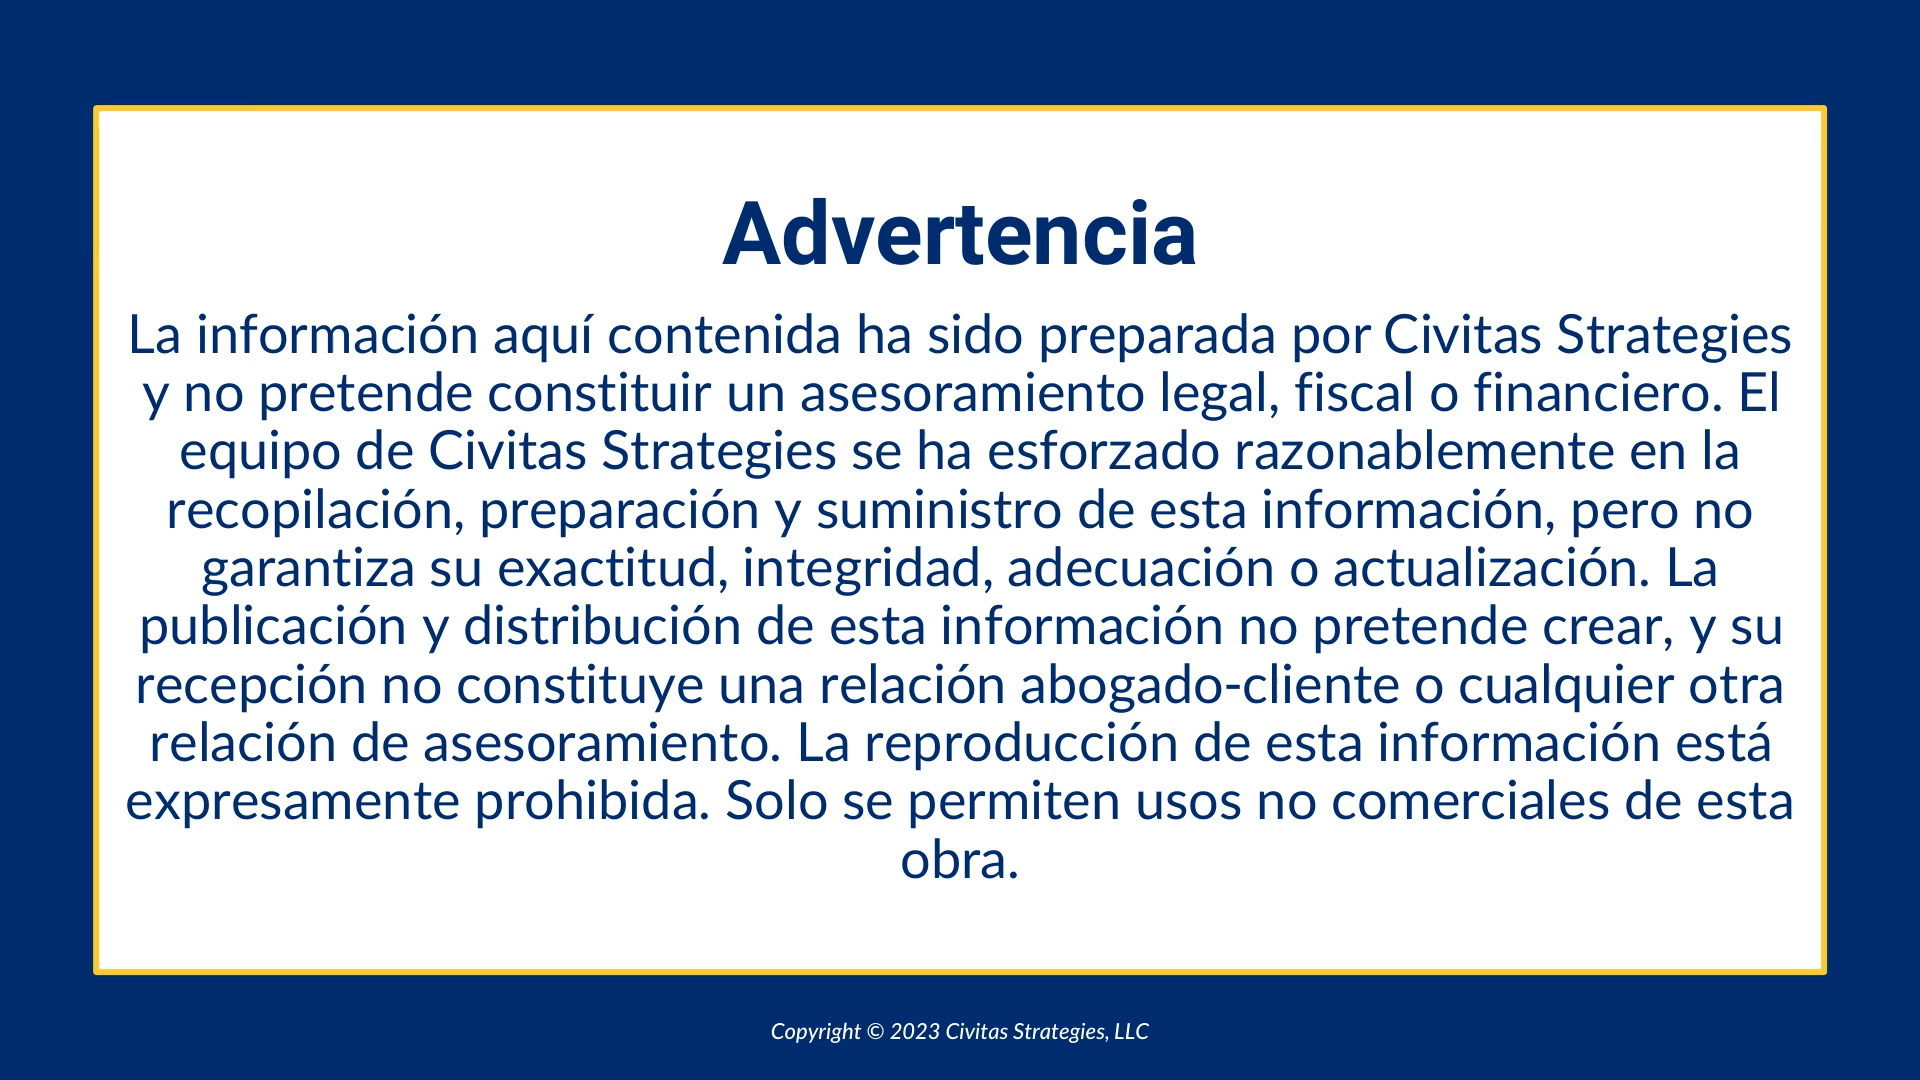 Advertencia
La información aquí contenida ha sido preparada por Civitas Strategies
y no pretende constituir un asesoramiento legal, fiscal o financiero. El
equipo de Civitas Strategies se ha esforzado razonablemente en la
recopilación, preparación y suministro de esta información, pero no
garantiza su exactitud, integridad, adecuación o actualización. La
publicación y distribución de esta información no pretende crear, y su
recepción no constituye una relación abogado-cliente o cualquier otra
relación de asesoramiento. La reproducción de esta información está
expresamente prohibida. Solo se permiten usos no comerciales de esta
obra.
Copyright © 2023 Civitas Strategies, LLC